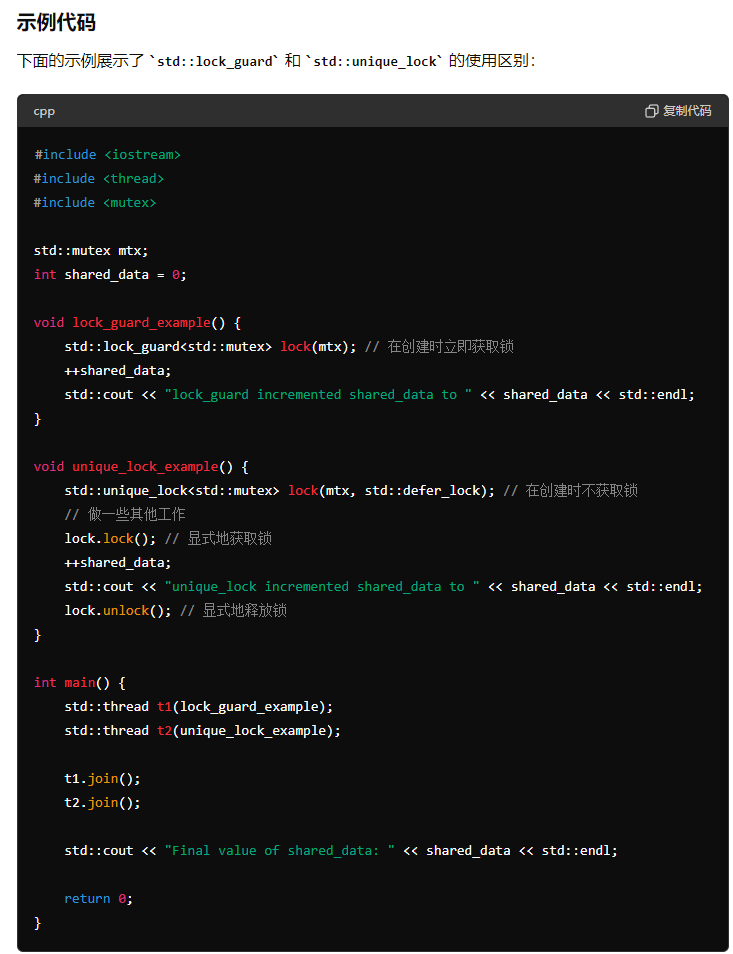 示例代码
下面的示例展示了 `std::lock_guard` 和 `std::unique_lock` 的使用区别：
cpp
复制代码
#include <iostream>
#include <thread>
#include <mutex>
std::mutex mtx;
int shared_data = 0;
void lock_guard_example() {
    std::lock_guard<std::mutex> lock(mtx); // 在创建时立即获取锁
    ++shared_data;
    std::cout << "lock_guard incremented shared_data to " << shared_data << std::endl;
}
void unique_lock_example() {
    std::unique_lock<std::mutex> lock(mtx, std::defer_lock); // 在创建时不获取锁
    // 做一些其他工作
    lock.lock(); // 显式地获取锁
    ++shared_data;
    std::cout << "unique_lock incremented shared_data to " << shared_data << std::endl;
    lock.unlock(); // 显式地释放锁
}
int main() {
    std::thread t1(lock_guard_example);
    std::thread t2(unique_lock_example);
    t1.join();
    t2.join();
    std::cout << "Final value of shared_data: " << shared_data << std::endl;
    return 0;
}